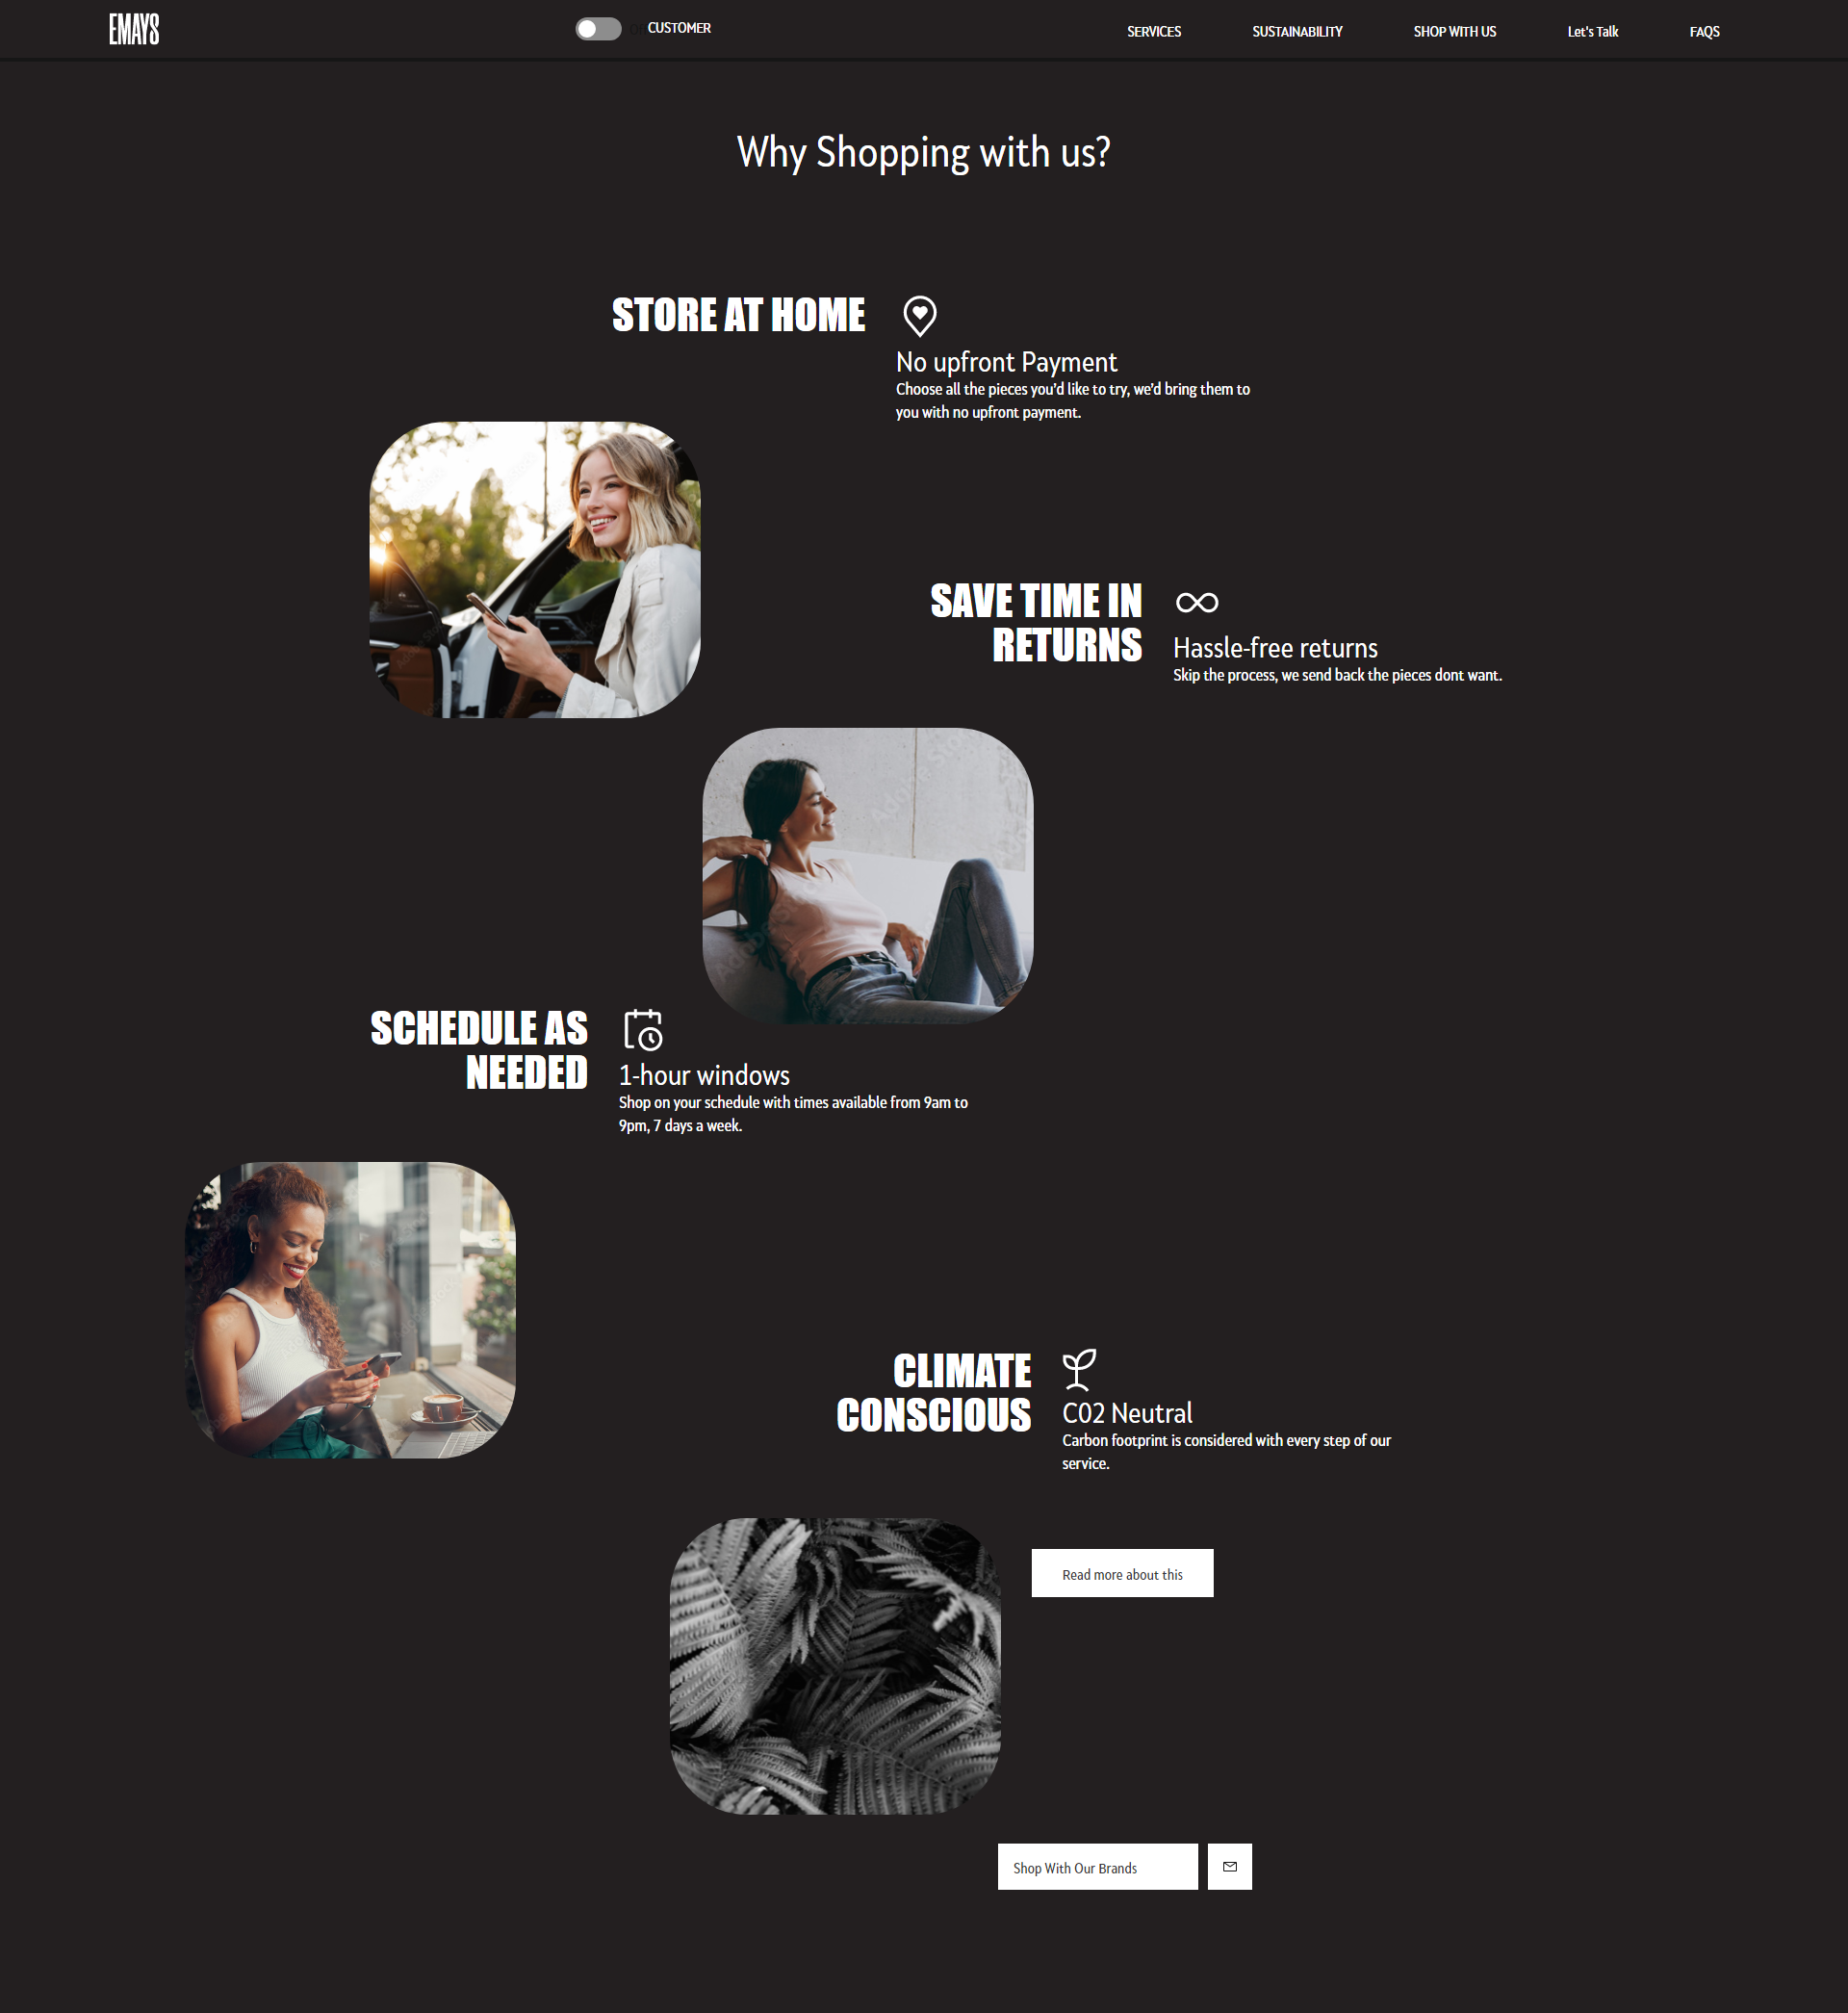 EMAYS
CUSTOMER
SERVICES
SUSTAINABILITY
SHOP WITH US
Let's Talk
FAQS
Why Shopping with us?
STORE AT HOME
No upfront Payment
Choose all the pieces you'd like to try, we'd bring them to
you with no upfront payment.
SAVE TIME IN
RETURNS
Hassle-free returns
Skip the process, we send back the pieces dont want.
SCHEDULE AS
NEEDED
1-hour windows
Shop on your schedule with times available from 9am to
9pm, 7 days a week.
CLIMATE
CONSCIOUS
C02 Neutral
Carbon footprint is considered with every step of our
service.
Read more about this
Shop With Our Brands